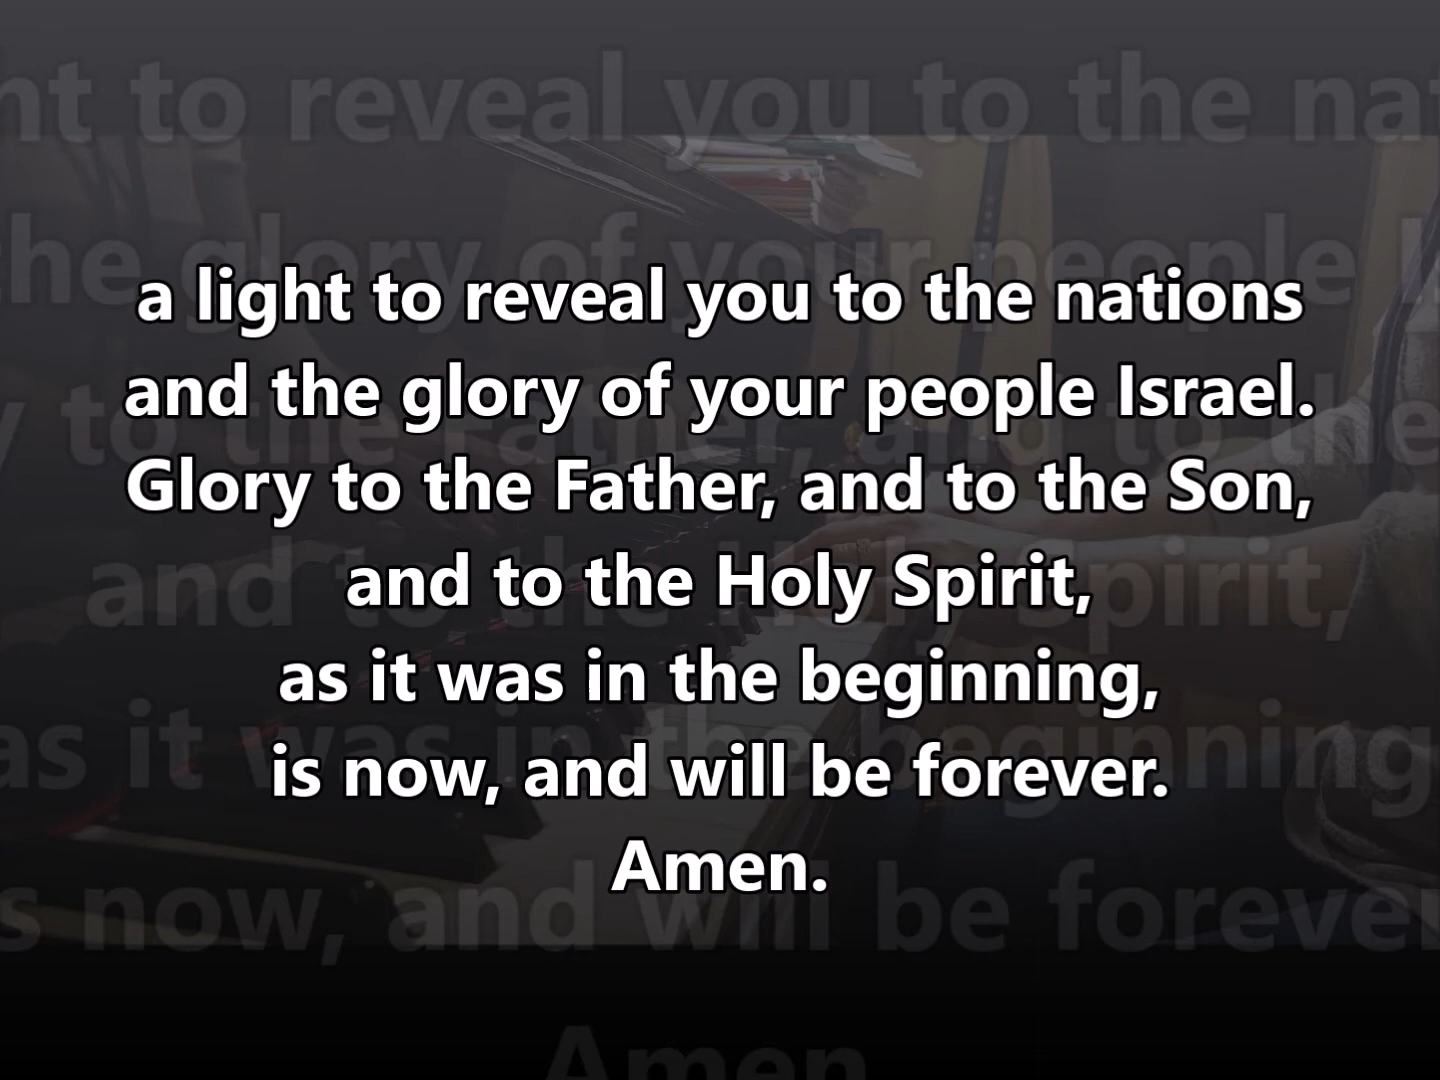 a light to reveal you to the nations
and the glory of your people Israel.
Glory to the Father, and to the Son,
and to the Holy Spirit,
as it was in the beginning,
is now, and will be forever.
Amen.